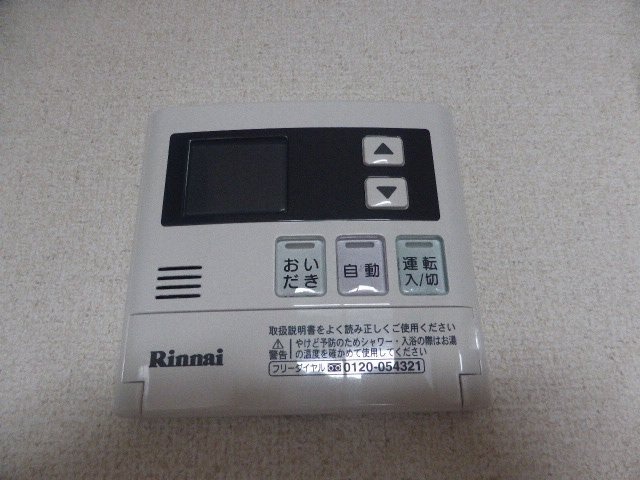 ▲
▼
おい
だき
自動
運転
入/切
取扱説明書をよく読み正しくご使用ください
警告
やけど予防のためシャワー・入浴の際はお湯
の温度を確かめて使用してください
フリーダイヤル 0120-054321
Rinnai